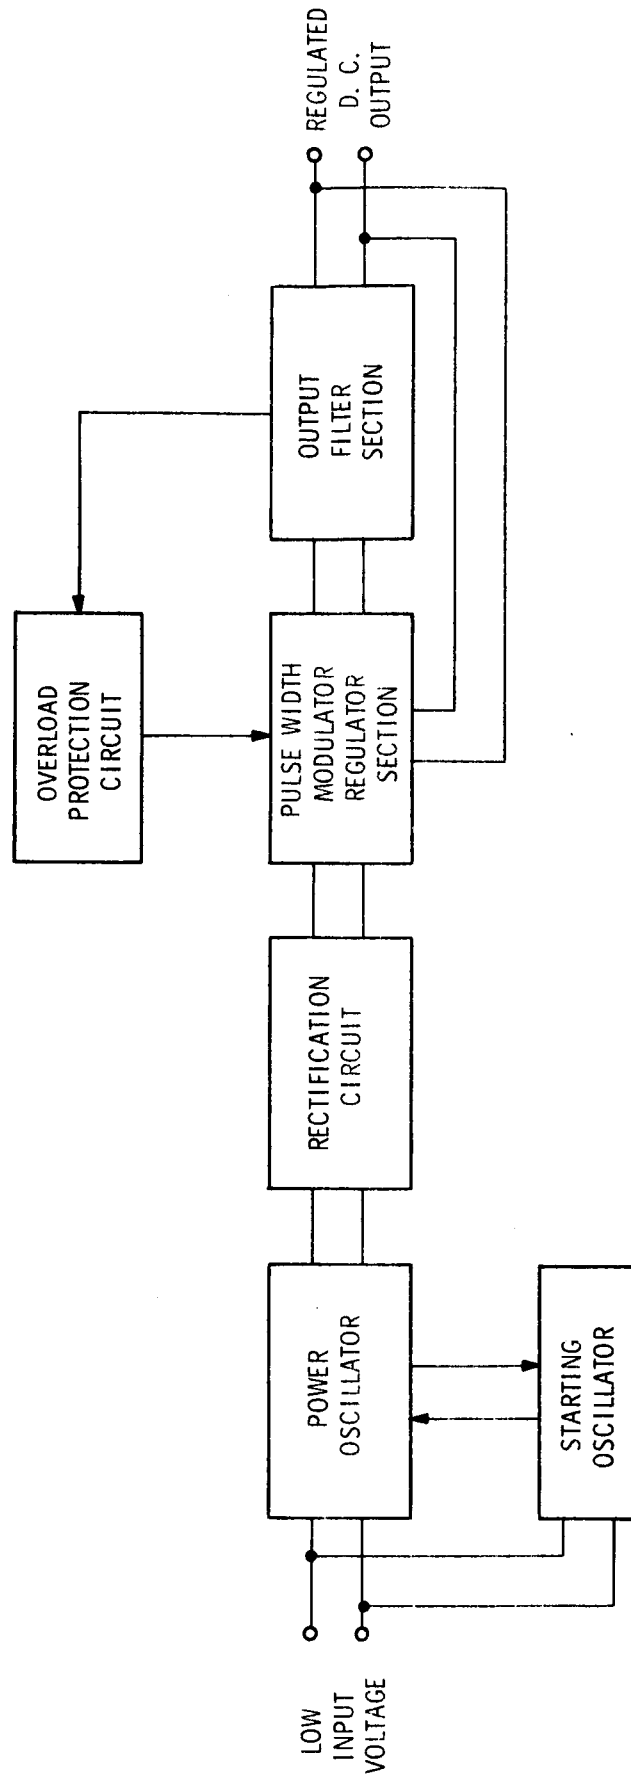 LOW
INPUT
VOLTAGE
POWER
OSCILLATOR
STARTING
OSCILLATOR
RECTIFICATION
CIRCUIT
OVERLOAD
PROTECTION
CIRCUIT
PULSE WIDTH
MODULATOR
REGULATOR
SECTION
OUTPUT
FILTER
SECTION
REGULATED
D. C.
OUTPUT